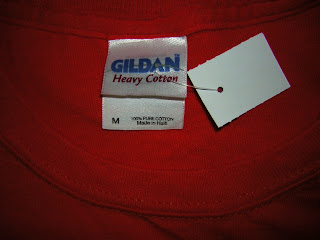 GILDAN
Heavy Cotton
M
100% PURE COTTON
Made in Haiti